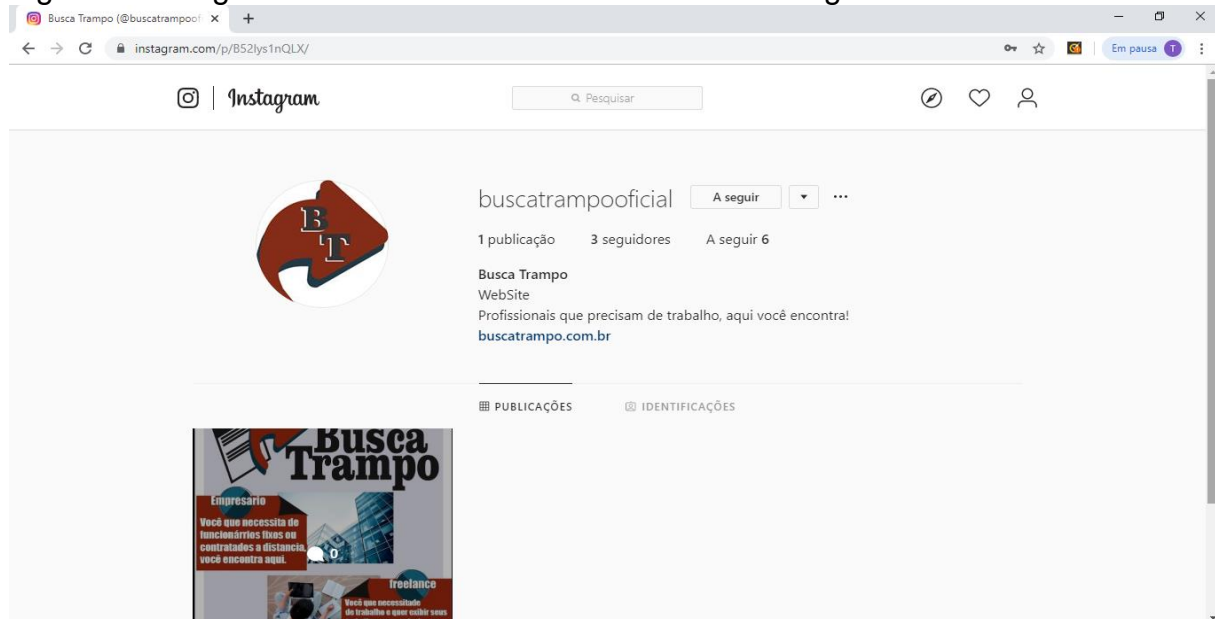 Busca Trampo (@buscatrampoof
instagram.com/p/B52lys1nQLX/
Em pausa T
Instagram
Pesquisar
B
T
buscatrampooficial A seguir
1 publicação 3 seguidores A seguir 6
Busca Trampo
WebSite
Profissionais que precisam de trabalho, aqui você encontra!
buscatrampo.com.br
PUBLICAÇÕES IDENTIFICAÇÕES
Busca
Trampo
Empresario
Você que necessita de
funcionárrios fixos ou
contratados a distancia,
você encontra aqui.
0
freelance
Você que necessitade
de trabalho e quer exibir seus